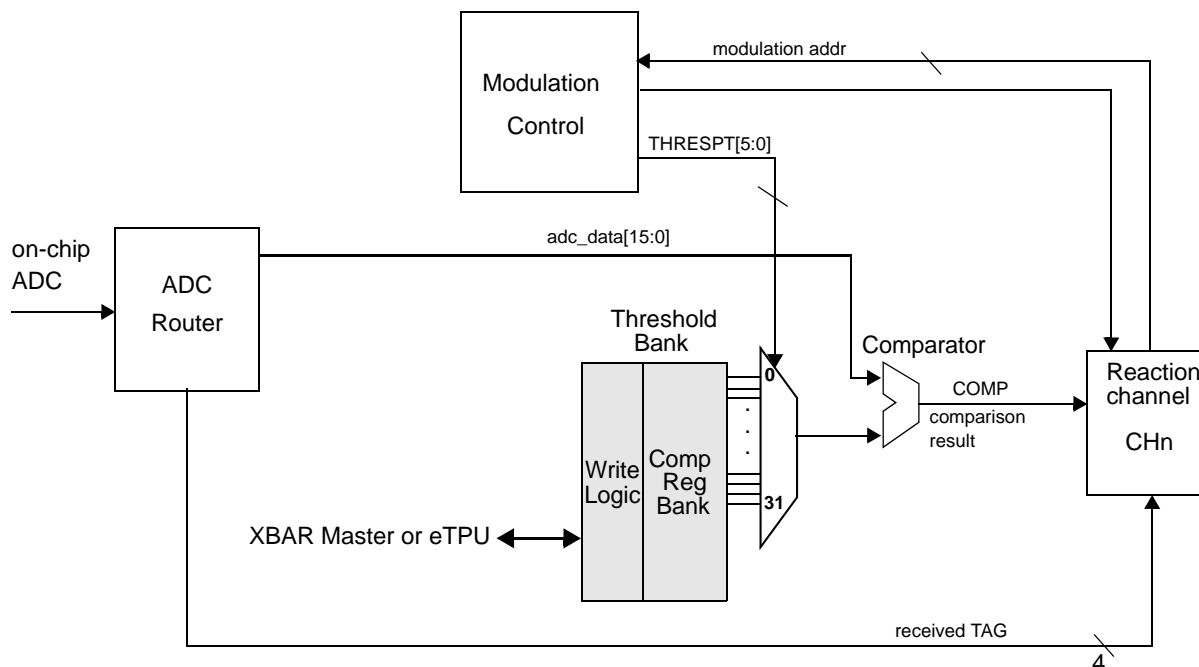 modulation addr
Modulation
Control
THRESPT[5:0]
on-chip
ADC
adc_data[15:0]
ADC
Router
Threshold
Bank
Comparator
0
COMP
comparison
result
Reaction
channel
CHn
Write
Logic
Comp
Reg
Bank
31
XBAR Master or eTPU
received TAG
4